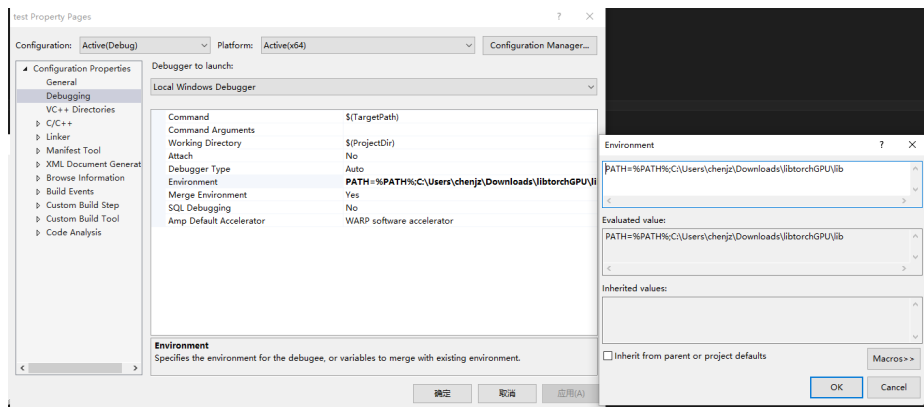 test Property Pages
? ×
Configuration: Active(Debug) Platform: Active(x64) Configuration Manager...
Configuration Properties
General
Debugging
VC++ Directories
C/C++
Linker
Manifest Tool
XML Document Generat
Browse Information
Build Events
Custom Build Step
Custom Build Tool
Code Analysis
Debugger to launch:
Local Windows Debugger
Command $(TargetPath)
Command Arguments
Working Directory $(ProjectDir)
Attach No
Debugger Type Auto
Environment PATH=%PATH%;C:\Users\chenjz\Downloads\libtorchGPU\li
Merge Environment Yes
SQL Debugging No
Amp Default Accelerator WARP software accelerator
Environment
Specifies the environment for the debugee, or variables to merge with existing environment.
确定 取消 应用(A)
Environment ? ×
PATH=%PATH%;C:\Users\chenjz\Downloads\libtorchGPU\lib
Evaluated value:
PATH=%PATH%;C:\Users\chenjz\Downloads\libtorchGPU\lib
Inherited values:
Inherit from parent or project defaults
Macros>>
OK Cancel